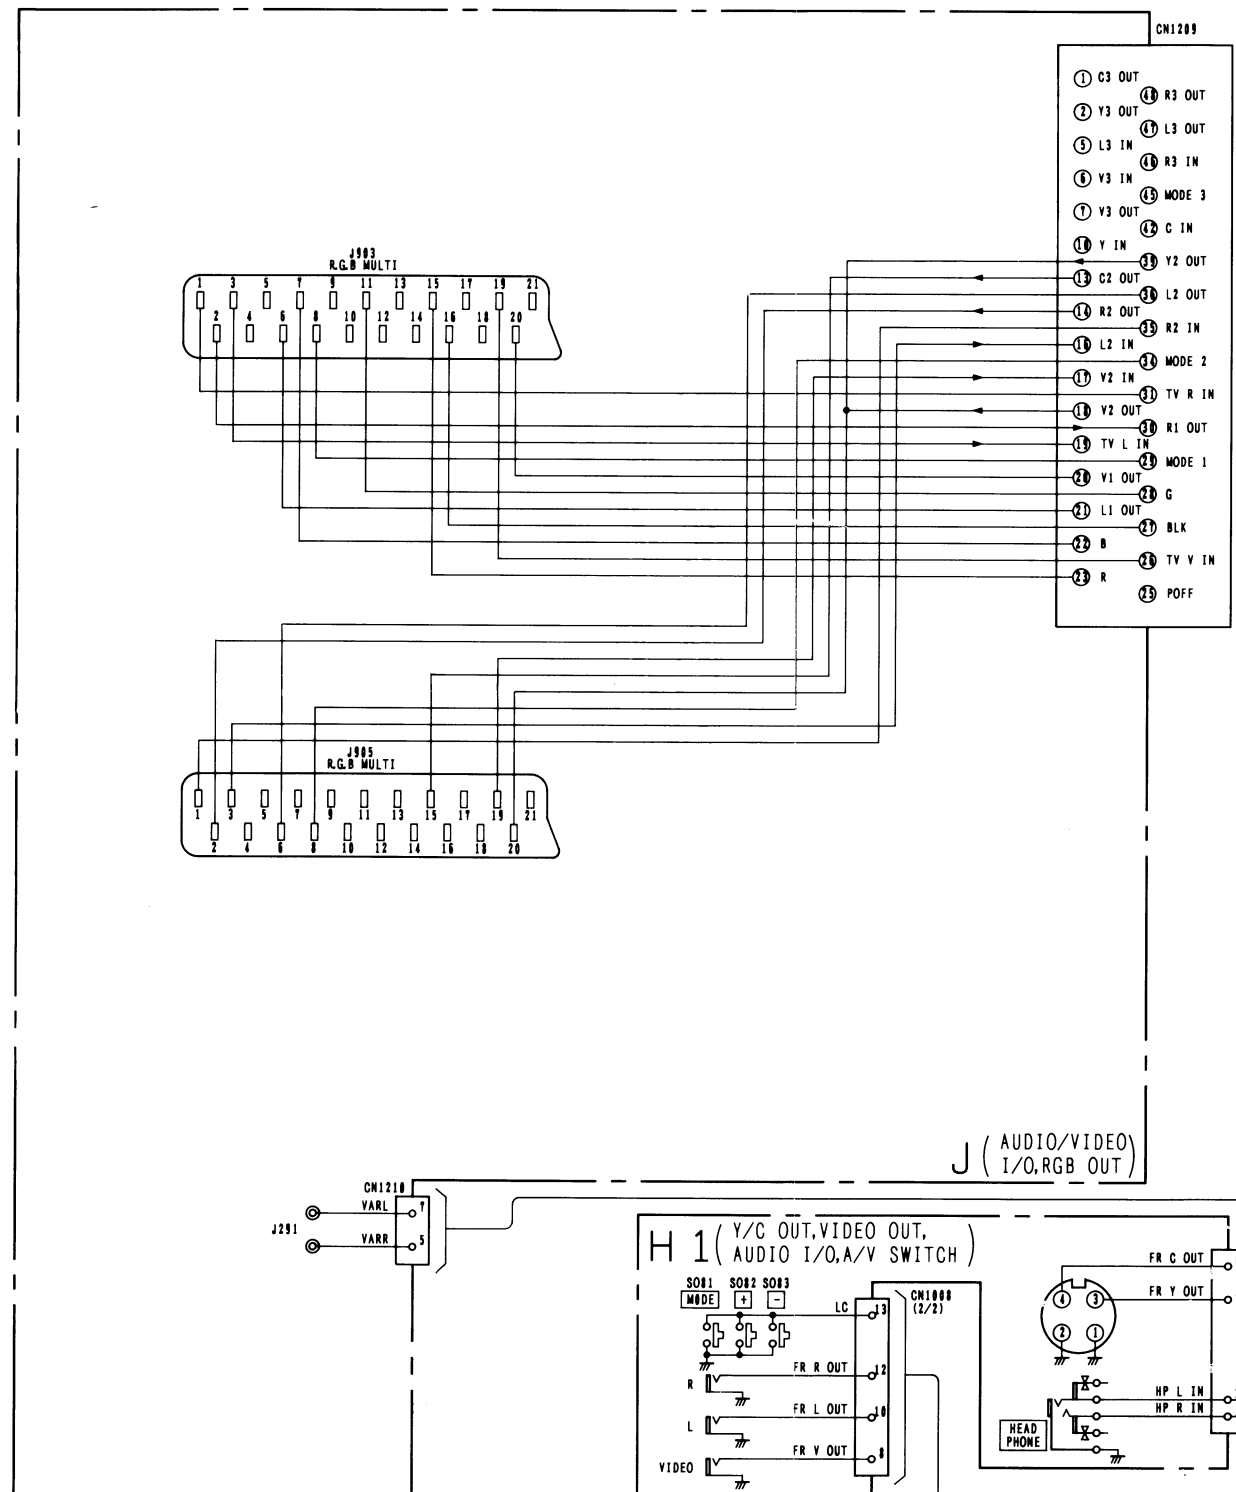 CN1209
1 C3 OUT
48 R3 OUT
2 Y3 OUT
47 L3 OUT
5 L3 IN
46 R3 IN
6 V3 IN
45 MODE 3
7 V3 OUT
42 C IN
10 Y IN
39 Y2 OUT
13 C2 OUT
36 L2 OUT
14 R2 OUT
35 R2 IN
16 L2 IN
34 MODE 2
17 V2 IN
31 TV R IN
18 V2 OUT
30 R1 OUT
19 TV L IN
29 MODE 1
20 V1 OUT
28 G
21 L1 OUT
27 BLK
22 B
26 TV V IN
23 R
25 POFF
J903
R.G.B MULTI
1 3 5 7 9 11 13 15 17 19 21
2 4 6 8 10 12 14 16 18 20
J905
R.G.B MULTI
1 3 5 7 9 11 13 15 17 19 21
2 4 6 8 10 12 14 16 18 20
J ( AUDIO/VIDEO
I/O,RGB OUT )
CN1210
J291
VARL 7
VARR 5
H 1 ( Y/C OUT,VIDEO OUT,
AUDIO I/O,A/V SWITCH )
SO81 SO82 SO83
MODE + -
LC 13
CN1008
(2/2)
R FR R OUT 12
L FR L OUT 10
VIDEO FR V OUT 8
FR C OUT
FR Y OUT
4 3
2 1
HP L IN
HP R IN
HEAD
PHONE